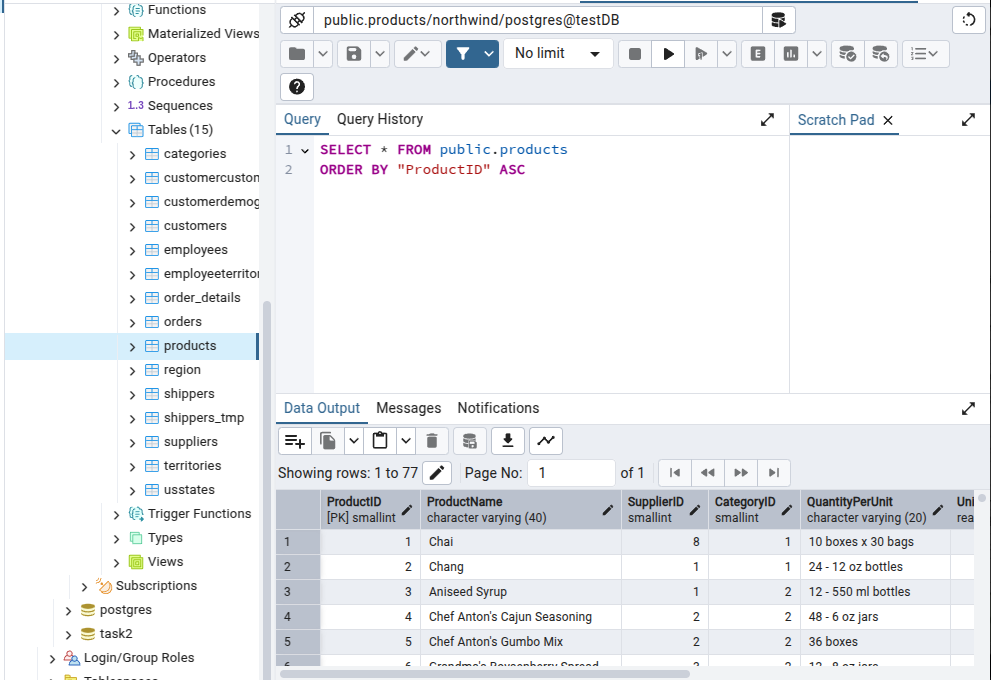 Functions
Materialized Views
Operators
Procedures
1.3 Sequences
Tables (15)
categories
customercuston
customerdemog
customers
employees
employeeterritor
order_details
orders
products
region
shippers
shippers_tmp
suppliers
territories
usstates
Trigger Functions
Types
Views
Subscriptions
postgres
task2
Login/Group Roles
public.products/northwind/postgres@testDB
No limit
E
Query
Query History
Scratch Pad
1 SELECT * FROM public.products
2 ORDER BY "ProductID" ASC
Data Output
Messages
Notifications
Showing rows: 1 to 77
Page No: 1 of 1
ProductID [PK] smallint
ProductName character varying (40)
SupplierID smallint
CategoryID smallint
QuantityPerUnit character varying (20)
Uni rea
1 1 Chai 8 1 10 boxes x 30 bags
2 2 Chang 1 1 24 - 12 oz bottles
3 3 Aniseed Syrup 1 2 12 - 550 ml bottles
4 4 Chef Anton's Cajun Seasoning 2 2 48 - 6 oz jars
5 5 Chef Anton's Gumbo Mix 2 2 36 boxes